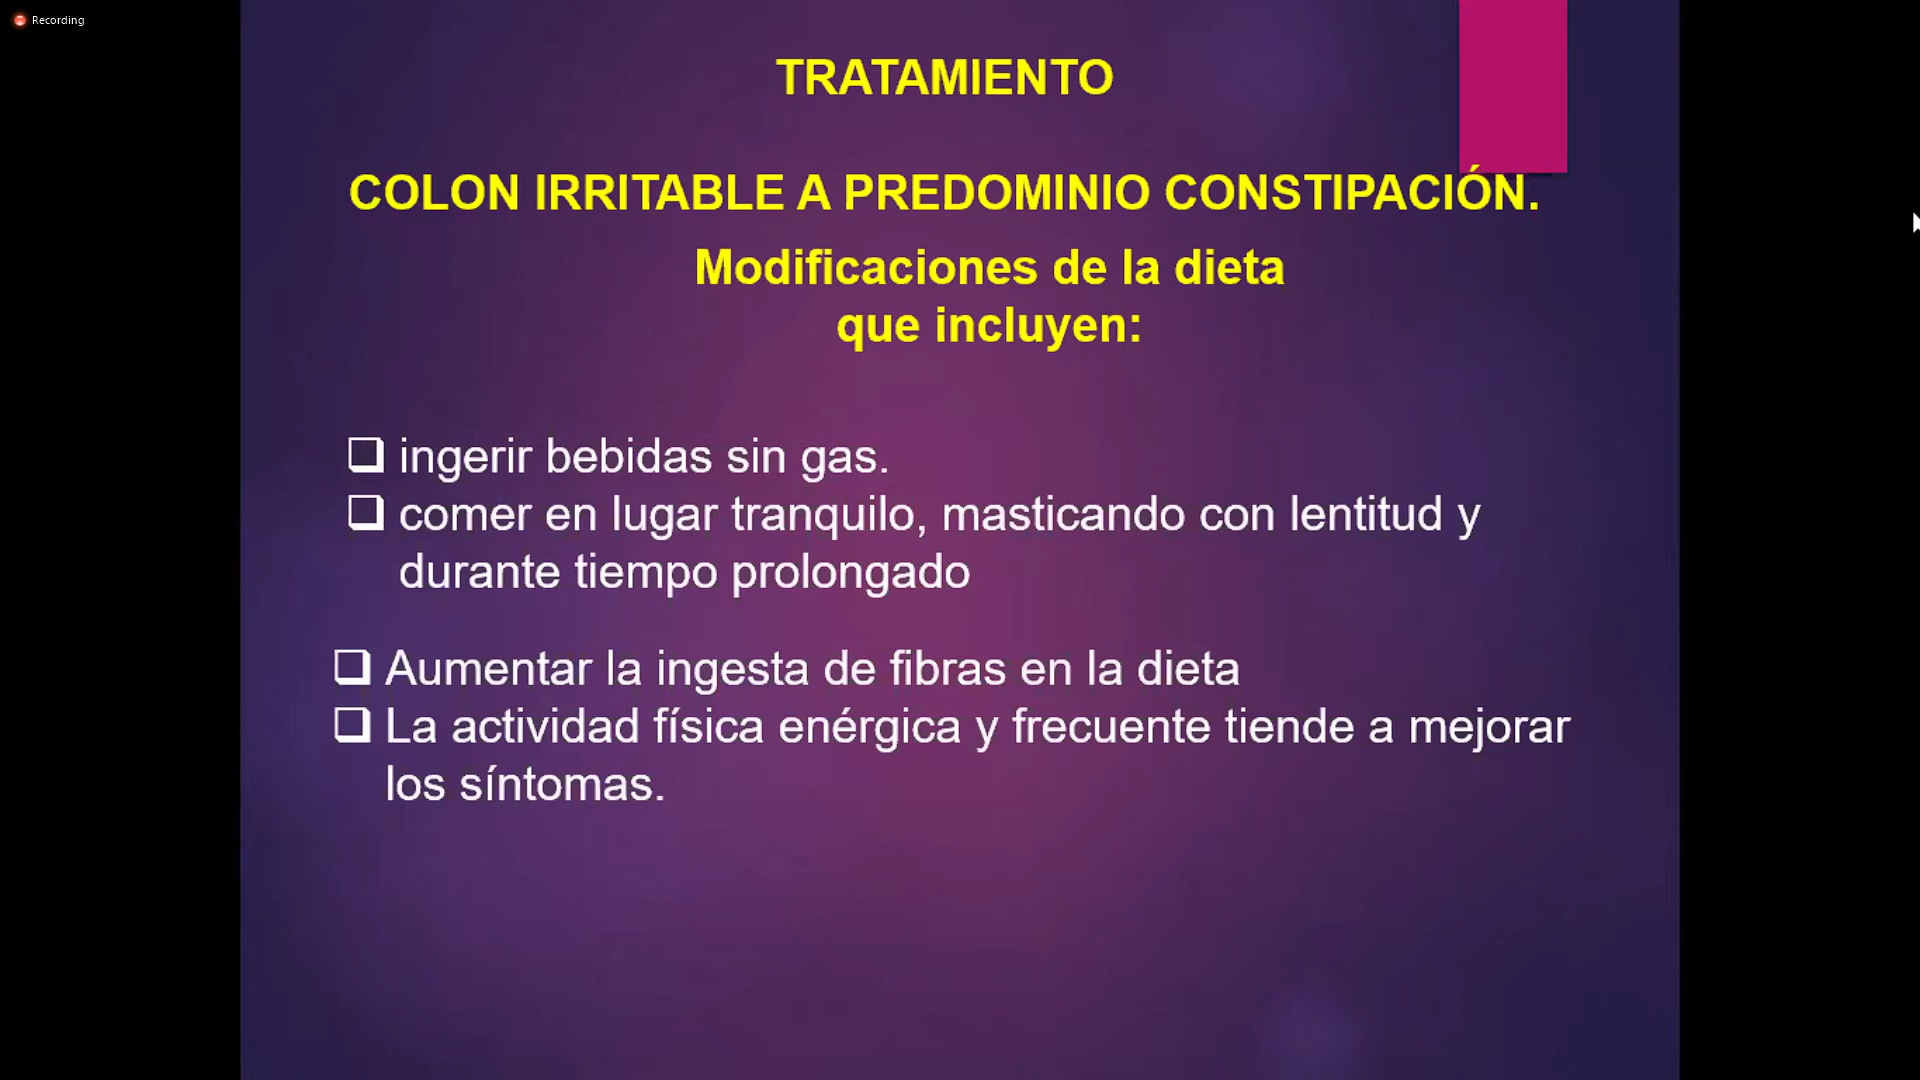 Recording
TRATAMIENTO
COLON IRRITABLE A PREDOMINIO CONSTIPACIÓN.
Modificaciones de la dieta
que incluyen:
ingerir bebidas sin gas.
comer en lugar tranquilo, masticando con lentitud y
durante tiempo prolongado
Aumentar la ingesta de fibras en la dieta
La actividad física enérgica y frecuente tiende a mejorar
los síntomas.